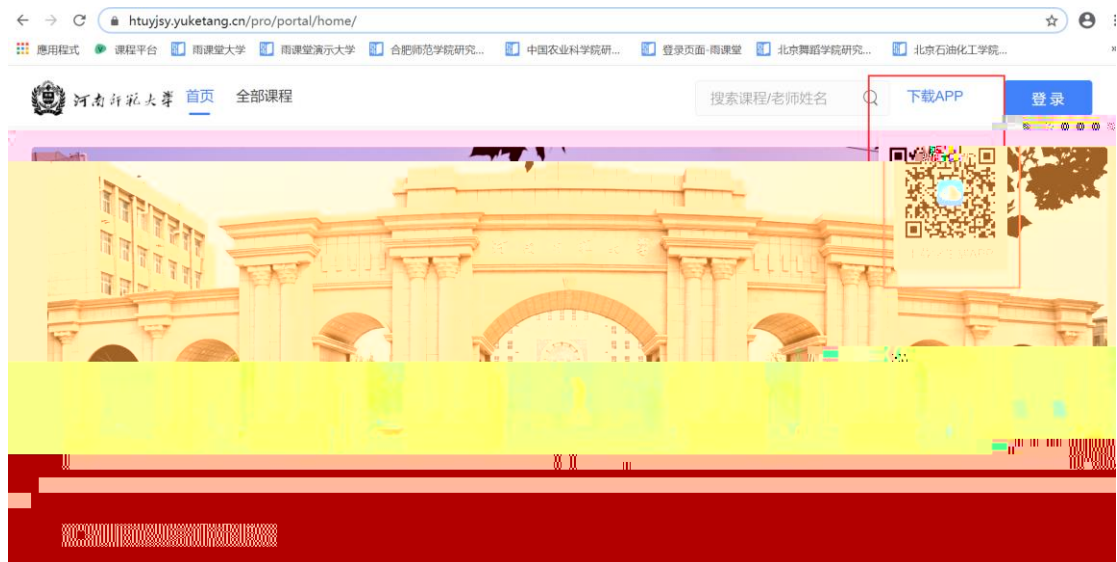 htuyjsy.yuketang.cn/pro/portal/home/
應用程式 课程平台 雨课堂大学 雨课堂演示大学 合肥师范学院研究... 中国农业科学院研... 登录页面-雨课堂 北京舞蹈学院研究... 北京石油化工学院... »
河南师范大学 首页 全部课程 搜索课程/老师姓名 下载APP 登录